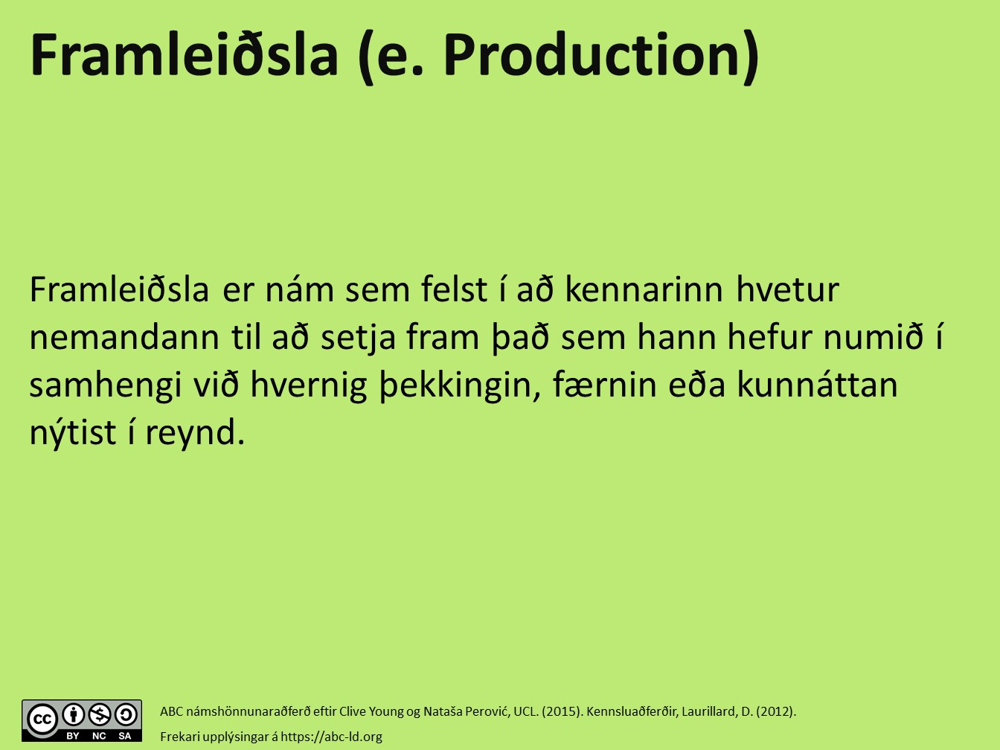 Framleiðsla (e. Production)
Framleiðsla er nám sem felst í að kennarinn hvetur
nemandann til að setja fram það sem hann hefur numið í
samhengi við hvernig þekkingin, færnin eða kunnáttan
nýtist í reynd.
cc BY NC SA
ABC námshönnunaraðferð eftir Clive Young og Nataša Perović, UCL. (2015). Kennsluaðferðir, Laurillard, D. (2012).
Frekari upplýsingar á https://abc-ld.org